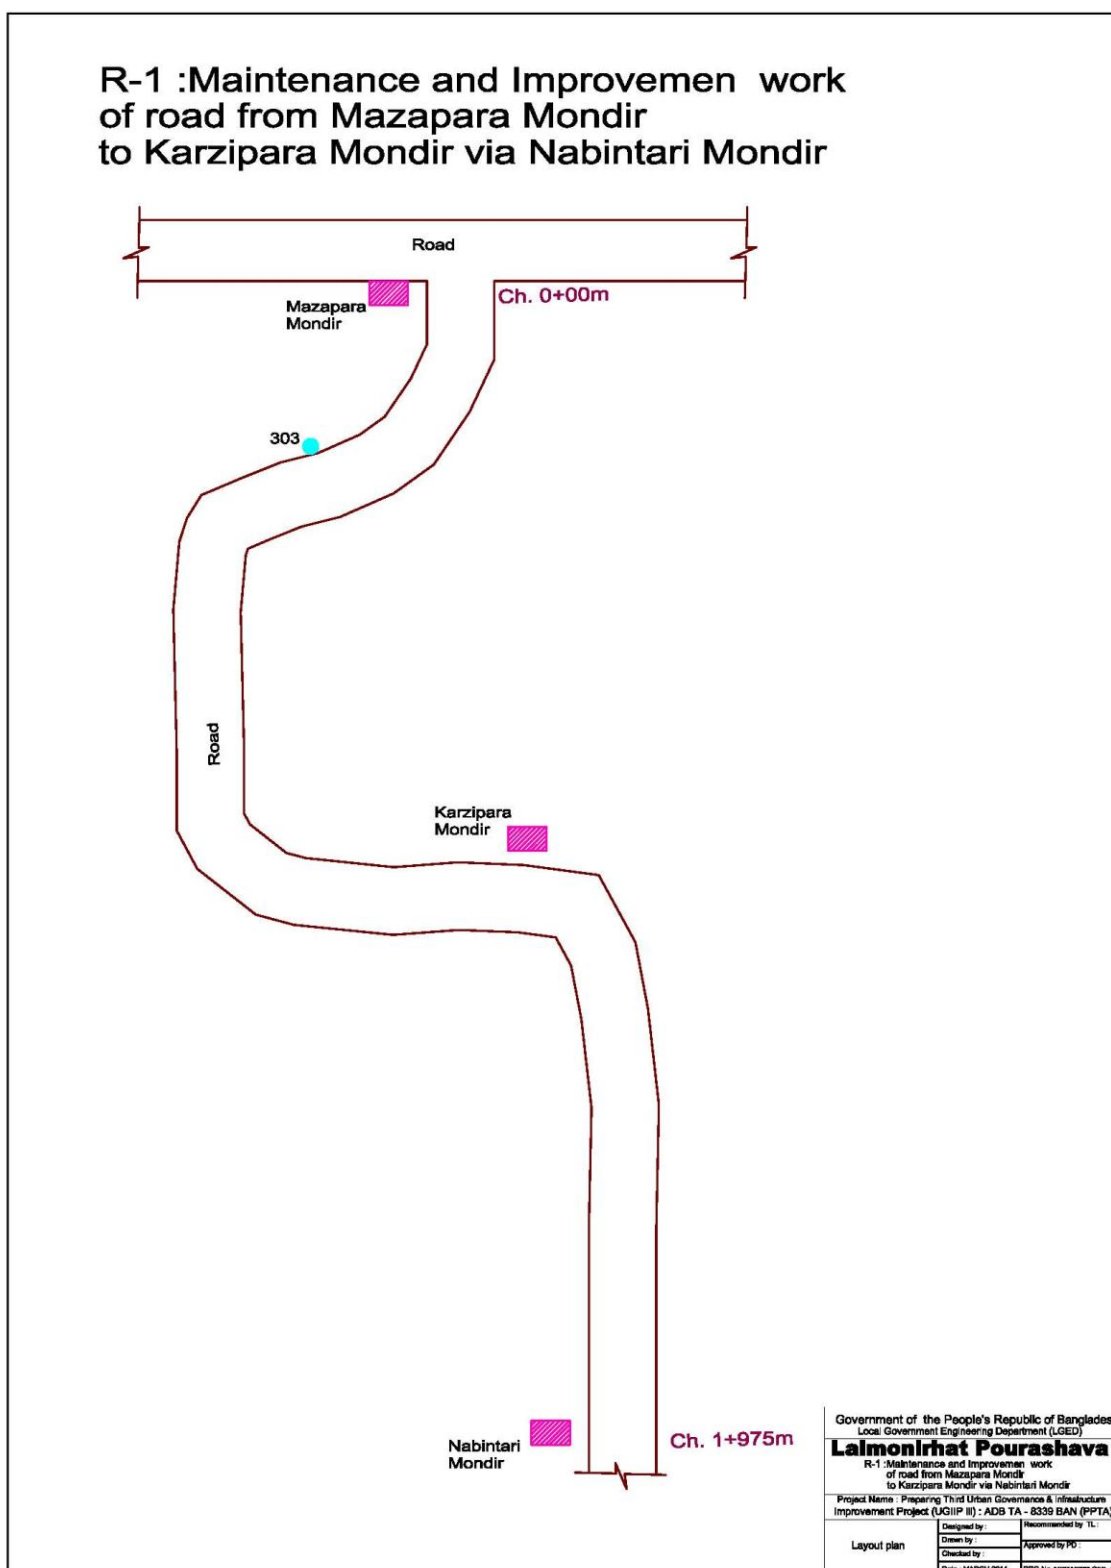 R-1 :Maintenance and Improvemen work
of road from Mazapara Mondir
to Karzipara Mondir via Nabintari Mondir
Road
Ch. 0+00m
Mazapara
Mondir
303
Road
Karzipara
Mondir
Nabintari
Mondir
Ch. 1+975m
Government of the People's Republic of Banglades
Local Government Engineering Department (LGED)
Lalmonirhat Pourashava
R-1 :Maintenance and Improvemen work
of road from Mazapara Mondir
to Karzipara Mondir via Nabintari Mondir
Project Name : Preparing Third Urban Governance & Infrastructure
Improvement Project (UGIIP III) : ADB TA - 8339 BAN (PPTA)
Layout plan
Designed by :
Recommended by TL :
Drawn by :
Approved by PD :
Checked by :